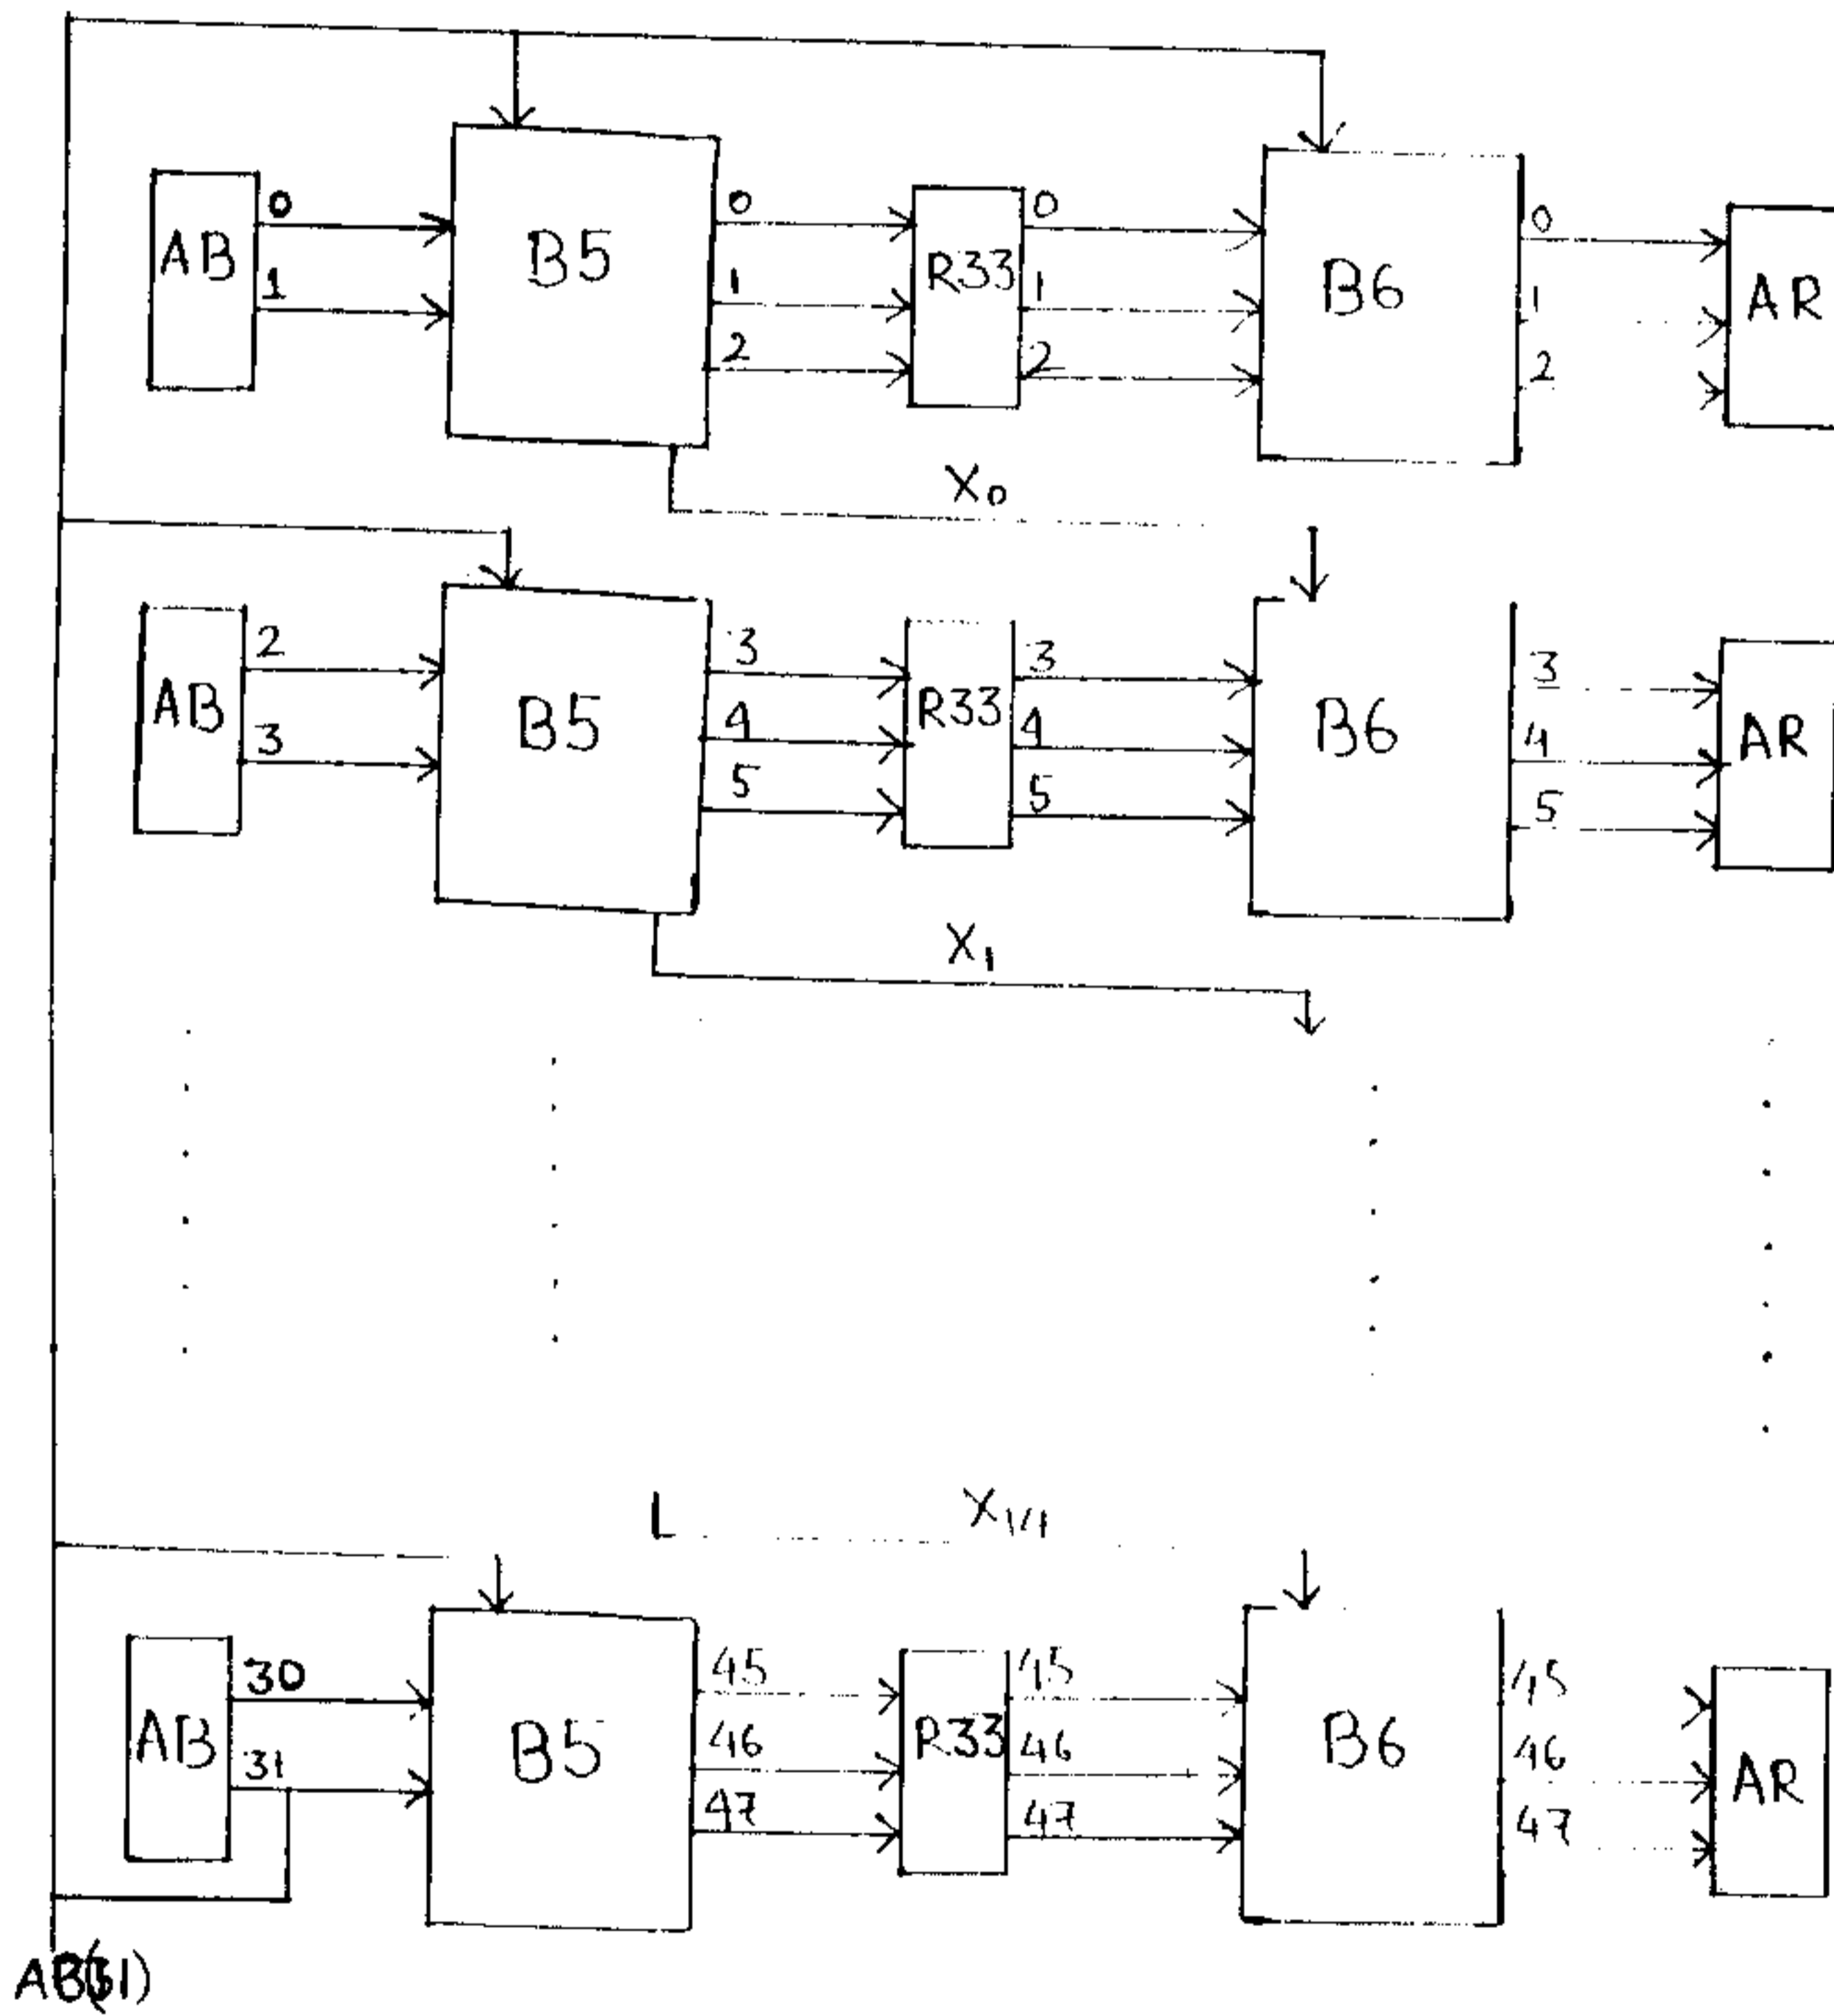 0 0 0 0
AB B5 R33 B6 AR
1 1 1 1
2 2 2
X₀
2 3 3 3
AB B5 R33 B6 AR
3 4 4 4
5 5 5
X₁
X₁₄
30 45 45 45
AB B5 R33 B6 AR
31 46 46 46
47 47 47
AB(31)